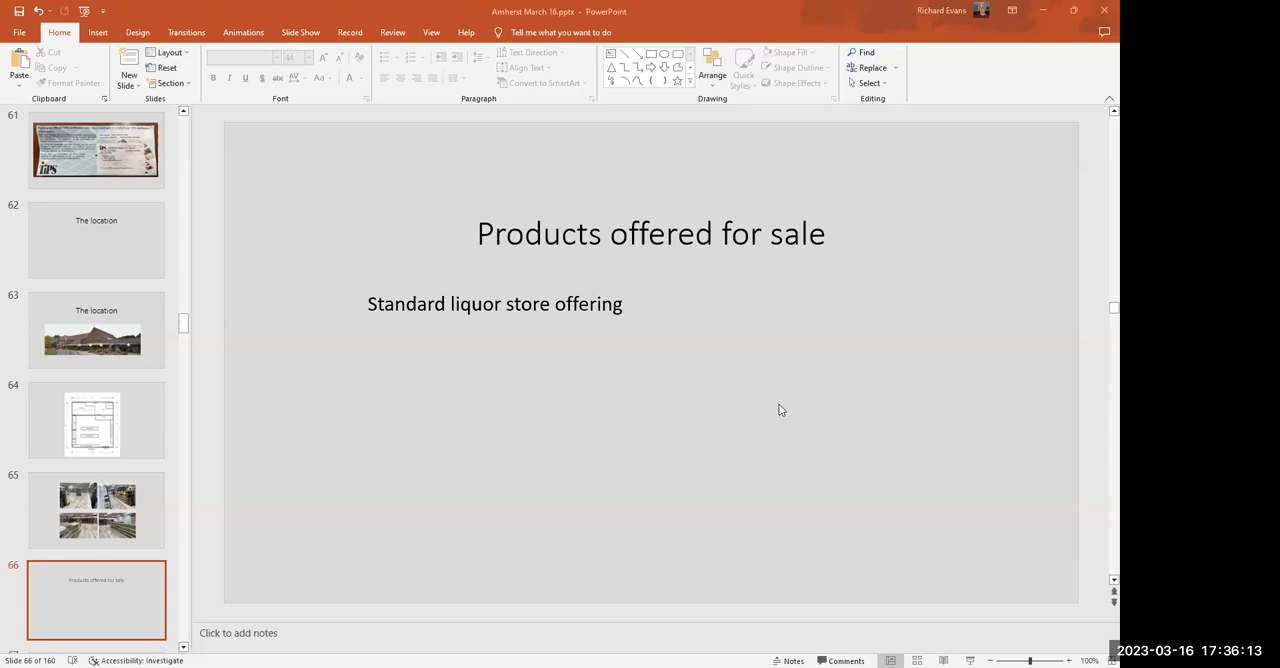 Amherst March 16.pptx - PowerPoint
Richard Evans
File
Home
Insert
Design
Transitions
Animations
Slide Show
Record
Review
View
Help
Tell me what you want to do
Paste
Cut
Copy
Format Painter
Clipboard
New
Slide
Layout
Reset
Section
Slides
44
B I U S abc AV Aa A
Font
Text Direction
Align Text
Convert to SmartArt
Paragraph
Arrange
Quick
Styles
Shape Fill
Shape Outline
Shape Effects
Drawing
Find
Replace
Select
Editing
61
TiPS
62
The location
63
The location
64
65
66
Products offered for sale
Products offered for sale
Standard liquor store offering
Click to add notes
Slide 66 of 160
Accessibility: Investigate
Notes
Comments
100%
2023-03-16 17:36:13